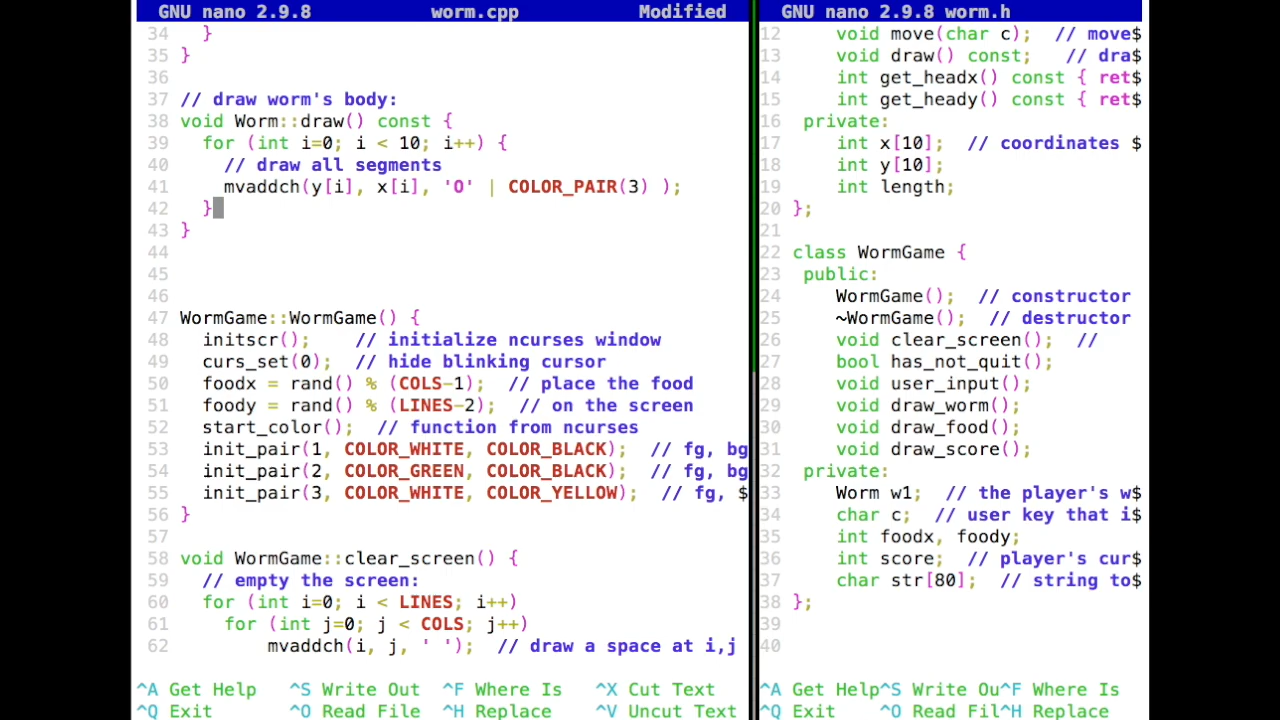 GNU nano 2.9.8 worm.cpp Modified
34 }
35 }
36
37 // draw worm's body:
38 void Worm::draw() const {
39 for (int i=0; i < 10; i++) {
40 // draw all segments
41 mvaddch(y[i], x[i], 'O' | COLOR_PAIR(3) );
42 }
43 }
44
45
46
47 WormGame::WormGame() {
48 initscr(); // initialize ncurses window
49 curs_set(0); // hide blinking cursor
50 foodx = rand() % (COLS-1); // place the food
51 foody = rand() % (LINES-2); // on the screen
52 start_color(); // function from ncurses
53 init_pair(1, COLOR_WHITE, COLOR_BLACK); // fg, bg
54 init_pair(2, COLOR_GREEN, COLOR_BLACK); // fg, bg
55 init_pair(3, COLOR_WHITE, COLOR_YELLOW); // fg, $
56 }
57
58 void WormGame::clear_screen() {
59 // empty the screen:
60 for (int i=0; i < LINES; i++)
61 for (int j=0; j < COLS; j++)
62 mvaddch(i, j, ' '); // draw a space at i,j
^A Get Help ^S Write Out ^F Where Is ^X Cut Text
^Q Exit ^O Read File ^H Replace ^V Uncut Text
GNU nano 2.9.8 worm.h
12 void move(char c); // move$
13 void draw() const; // dra$
14 int get_headx() const { ret$
15 int get_heady() const { ret$
16 private:
17 int x[10]; // coordinates $
18 int y[10];
19 int length;
20 };
21
22 class WormGame {
23 public:
24 WormGame(); // constructor
25 ~WormGame(); // destructor
26 void clear_screen(); //
27 bool has_not_quit();
28 void user_input();
29 void draw_worm();
30 void draw_food();
31 void draw_score();
32 private:
33 Worm w1; // the player's w$
34 char c; // user key that i$
35 int foodx, foody;
36 int score; // player's cur$
37 char str[80]; // string to$
38 };
39
40
^A Get Help^S Write Ou^F Where Is
^Q Exit ^O Read Fil^H Replace